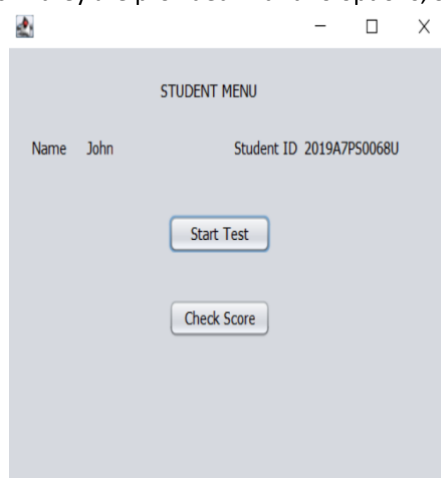 STUDENT MENU
Name John Student ID 2019A7PS0068U
Start Test
Check Score